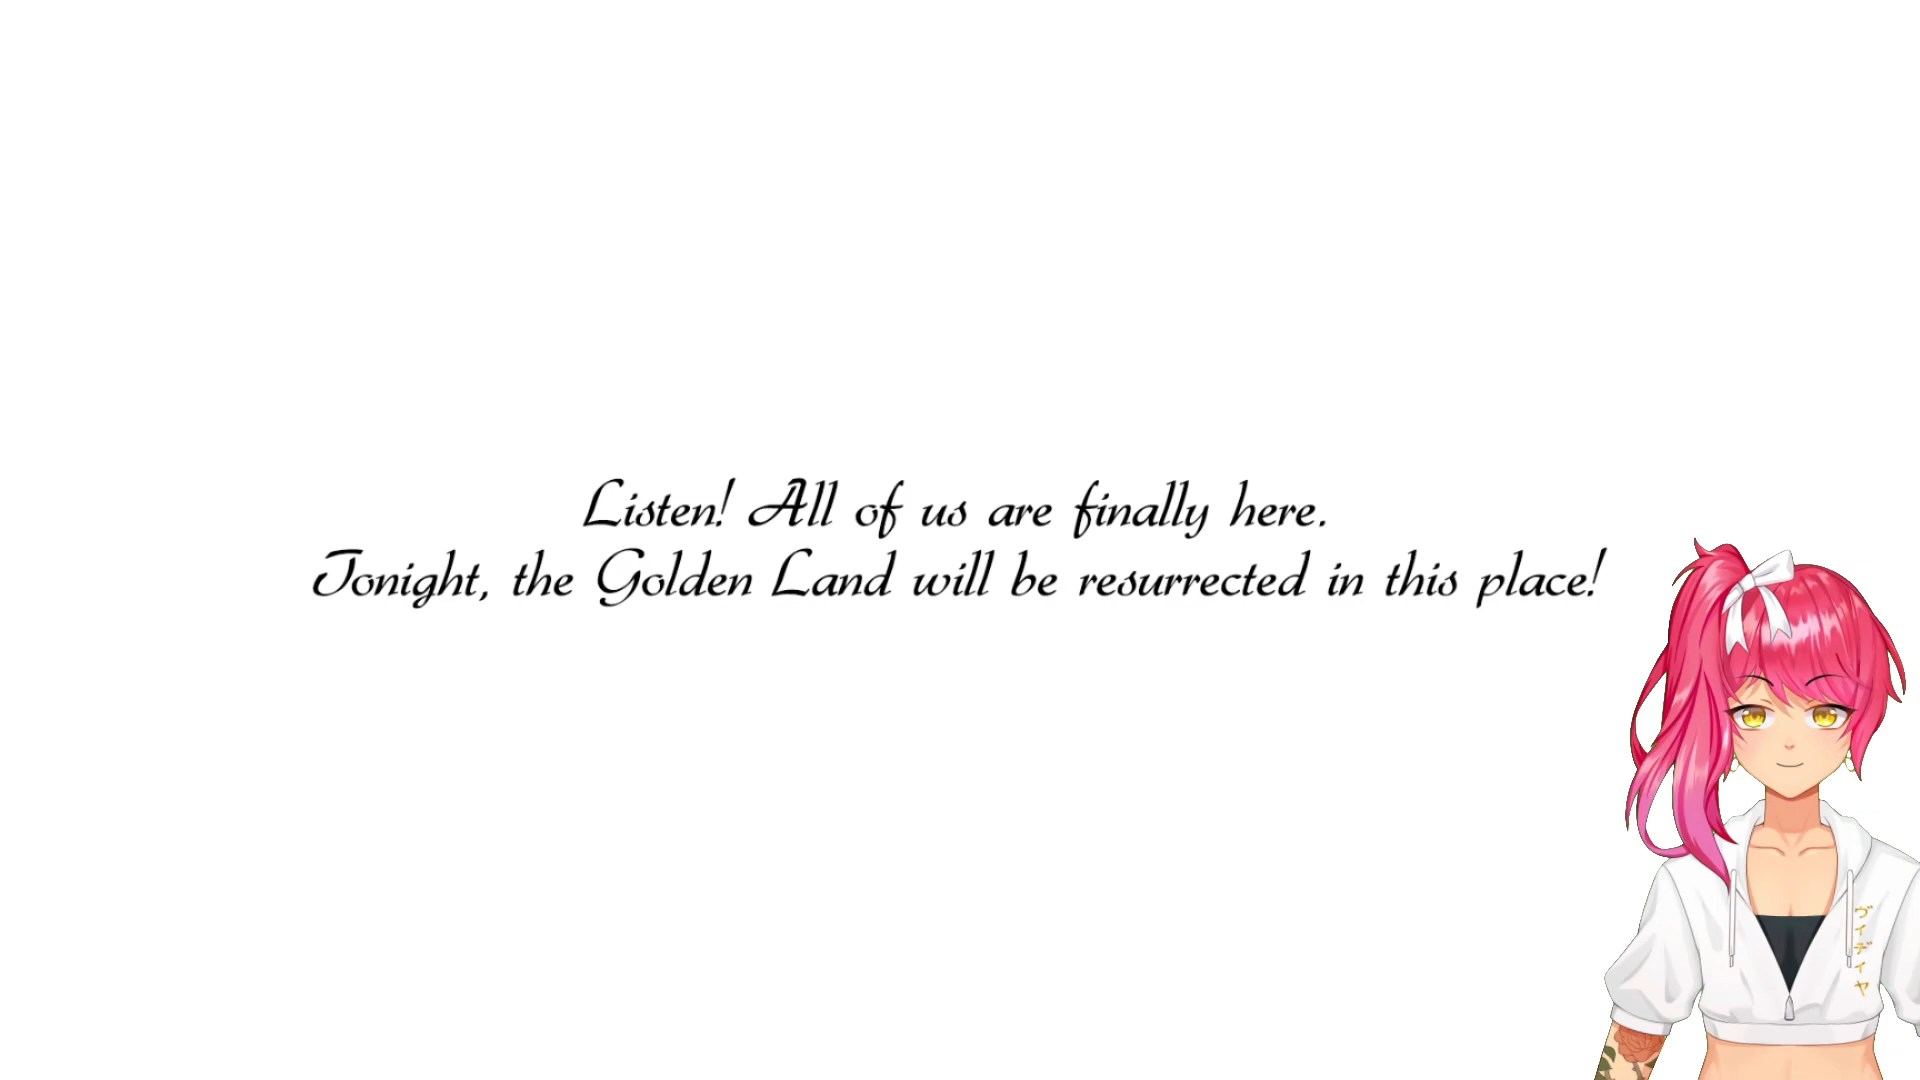 Listen! All of us are finally here.
Tonight, the Golden Land will be resurrected in this place!
ヴィディヤ